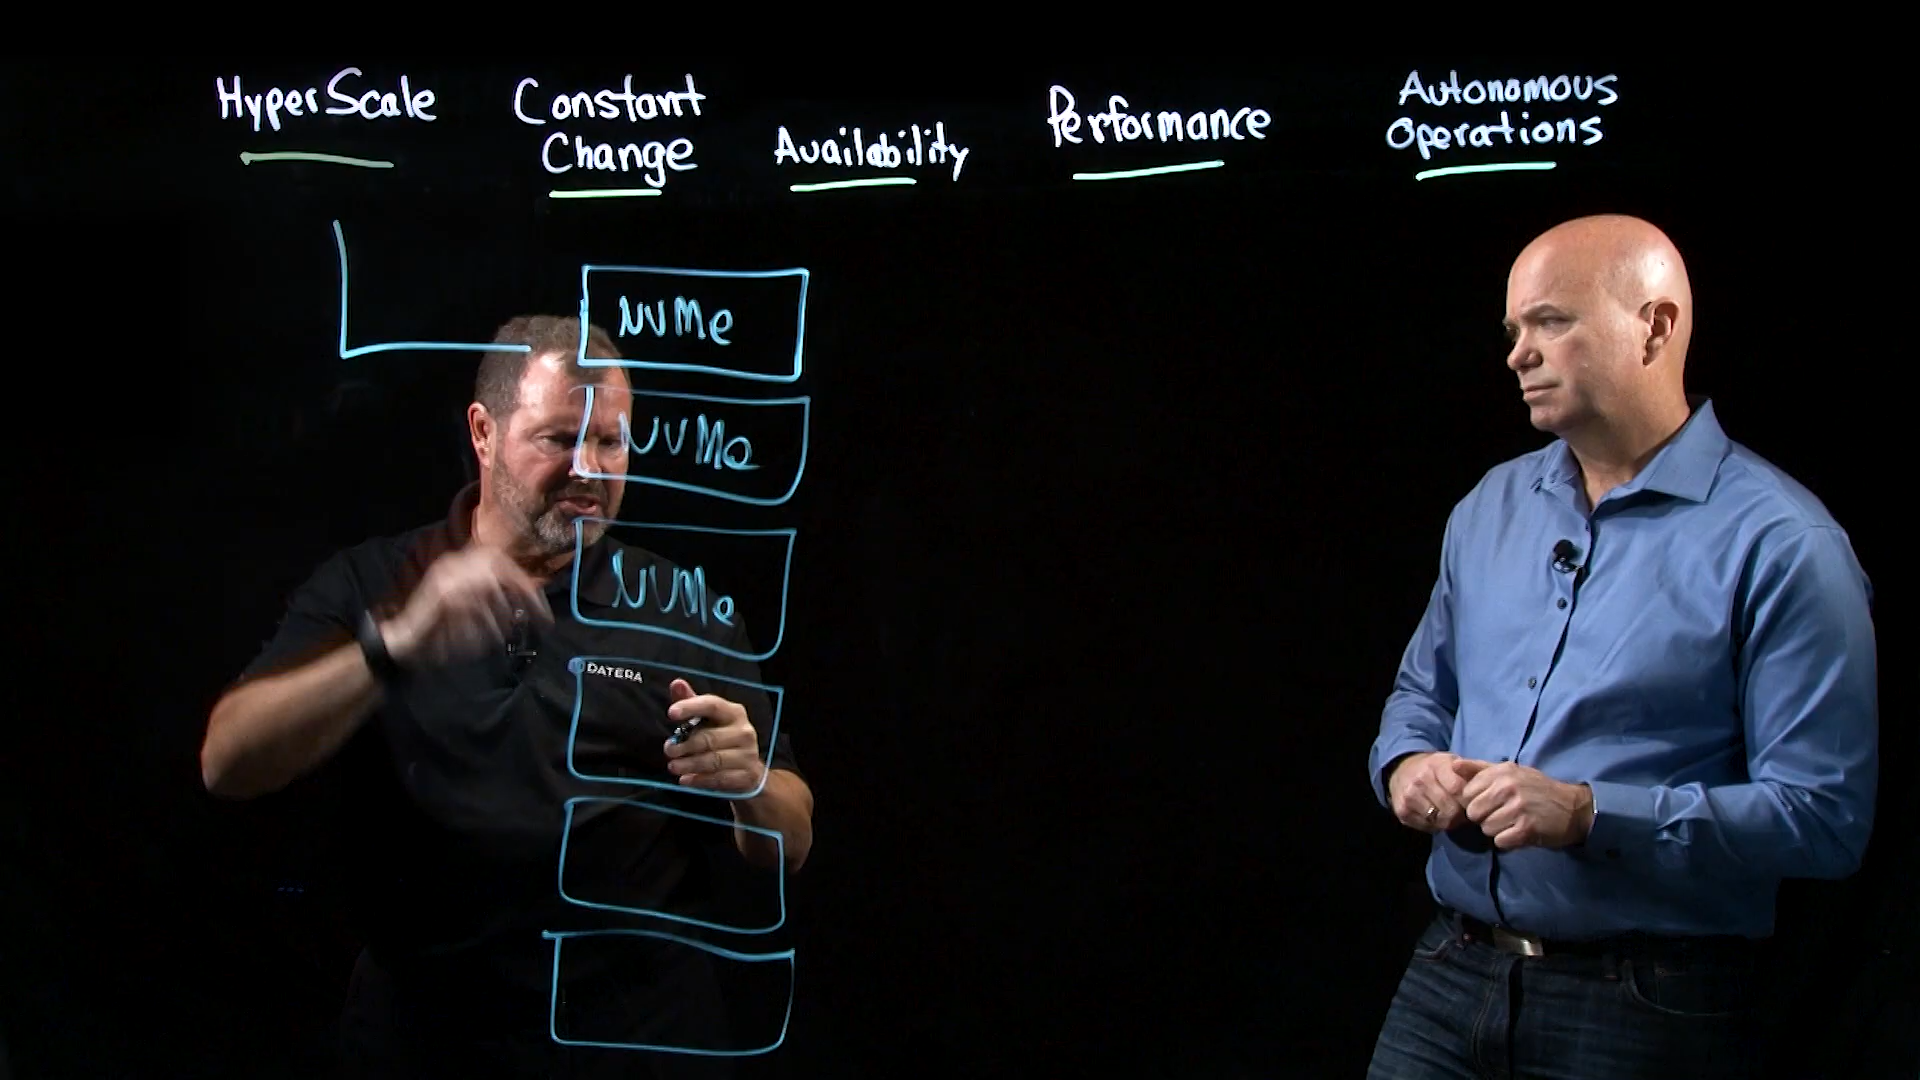 HyperScale
Constant
Change
Availability
Performance
Autonomous
Operations
NVMe
NVMe
NVMe
DATERA